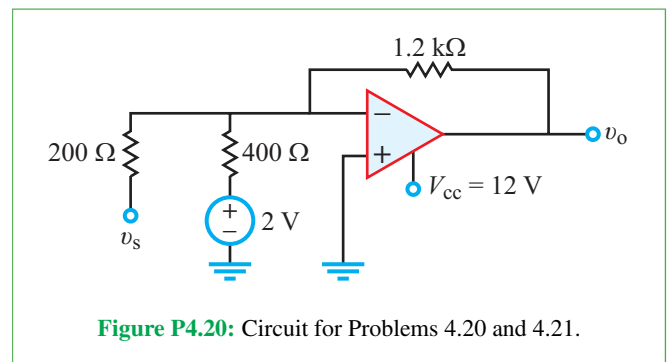 1.2 kΩ
−
υo
200 Ω
400 Ω
+
Vcc = 12 V
+
−
2 V
υs
Figure P4.20: Circuit for Problems 4.20 and 4.21.